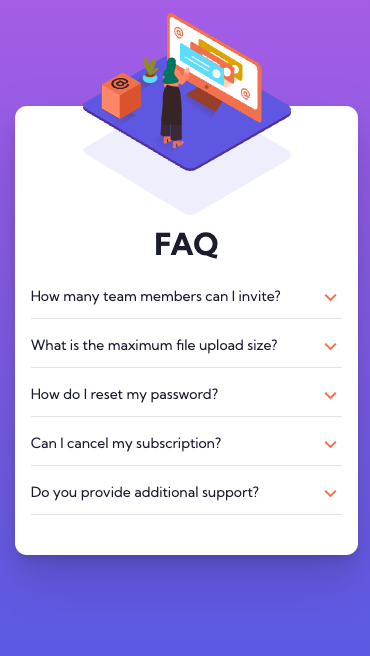 FAQ
How many team members can I invite?
What is the maximum file upload size?
How do I reset my password?
Can I cancel my subscription?
Do you provide additional support?